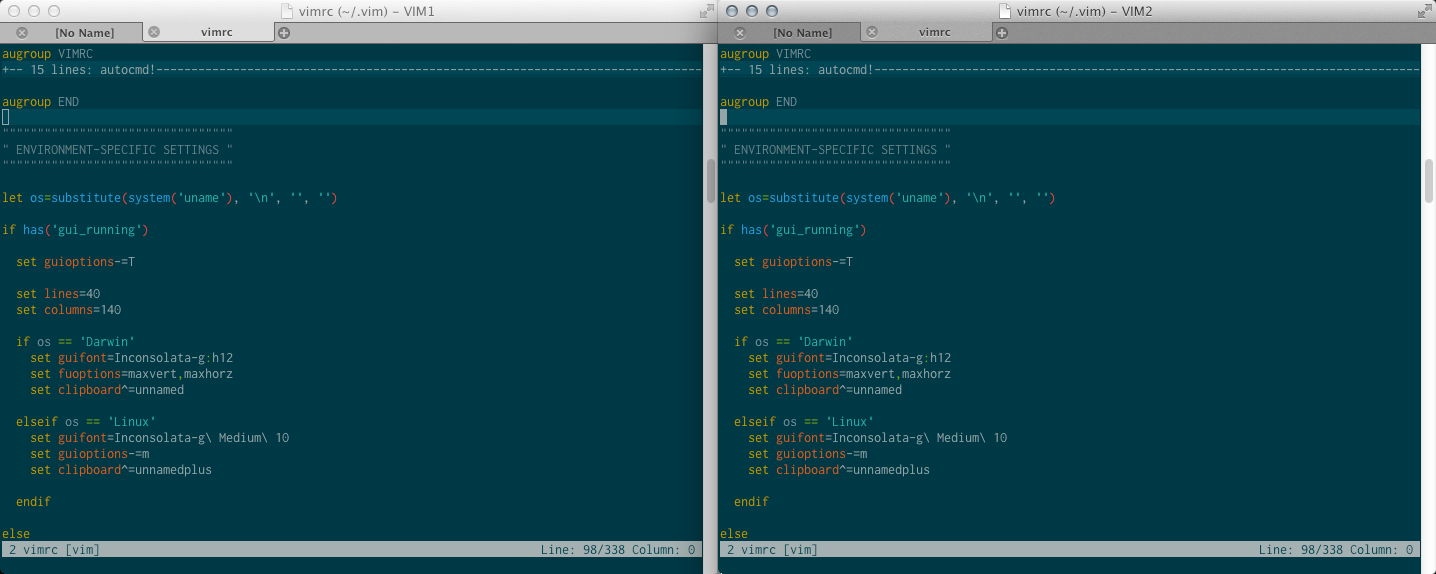 vimrc (~/.vim) – VIM1
[No Name] vimrc
augroup VIMRC
+-- 15 lines: autocmd!------------------------------------------------------------------------------
augroup END
"""""""""""""""""""""""""""""""""
" ENVIRONMENT-SPECIFIC SETTINGS "
"""""""""""""""""""""""""""""""""
let os=substitute(system('uname'), '\n', '', '')
if has('gui_running')
  set guioptions-=T
  set lines=40
  set columns=140
  if os == 'Darwin'
    set guifont=Inconsolata-g:h12
    set fuoptions=maxvert,maxhorz
    set clipboard^=unnamed
  elseif os == 'Linux'
    set guifont=Inconsolata-g\ Medium\ 10
    set guioptions-=m
    set clipboard^=unnamedplus
  endif
else
2 vimrc [vim] Line: 98/338 Column: 0
vimrc (~/.vim) – VIM2
[No Name] vimrc
augroup VIMRC
+-- 15 lines: autocmd!------------------------------------------------------------------------------
augroup END
"""""""""""""""""""""""""""""""""
" ENVIRONMENT-SPECIFIC SETTINGS "
"""""""""""""""""""""""""""""""""
let os=substitute(system('uname'), '\n', '', '')
if has('gui_running')
  set guioptions-=T
  set lines=40
  set columns=140
  if os == 'Darwin'
    set guifont=Inconsolata-g:h12
    set fuoptions=maxvert,maxhorz
    set clipboard^=unnamed
  elseif os == 'Linux'
    set guifont=Inconsolata-g\ Medium\ 10
    set guioptions-=m
    set clipboard^=unnamedplus
  endif
else
2 vimrc [vim] Line: 98/338 Column: 0